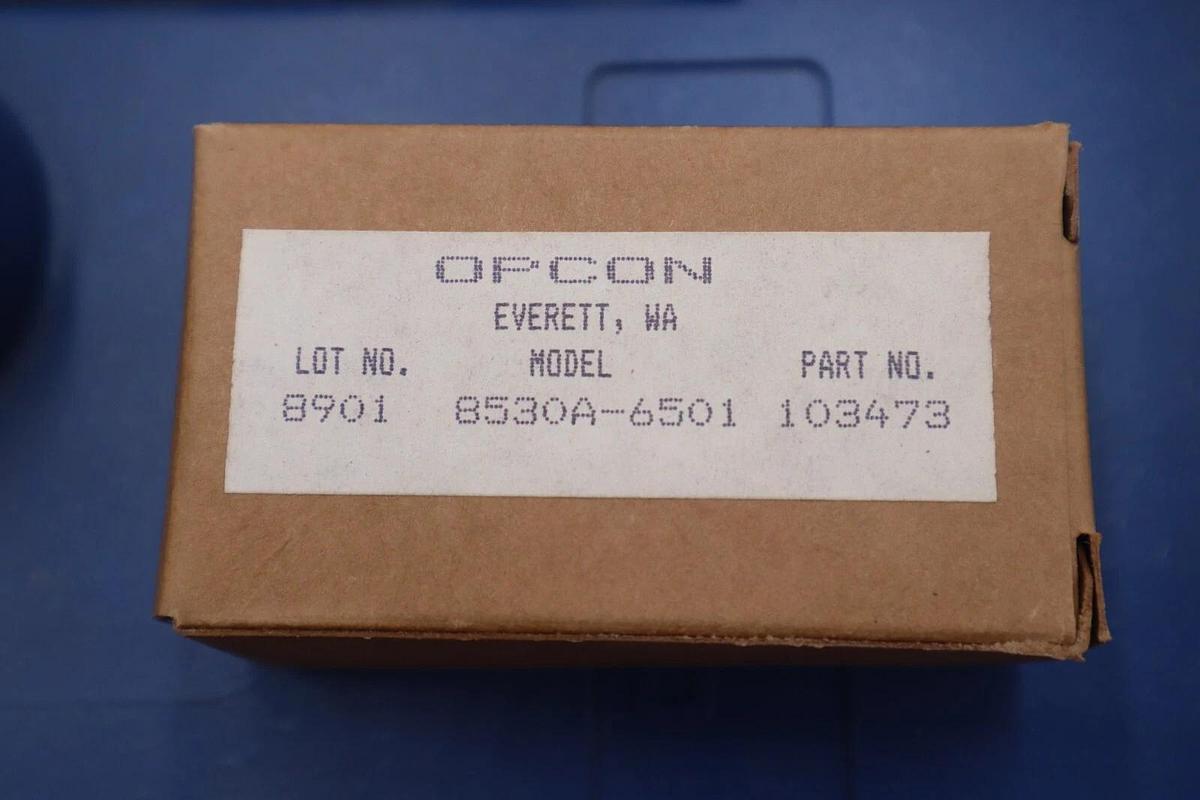 OPCON
EVERETT, WA
LOT NO. MODEL PART NO.
8901 8530A-6501 103473